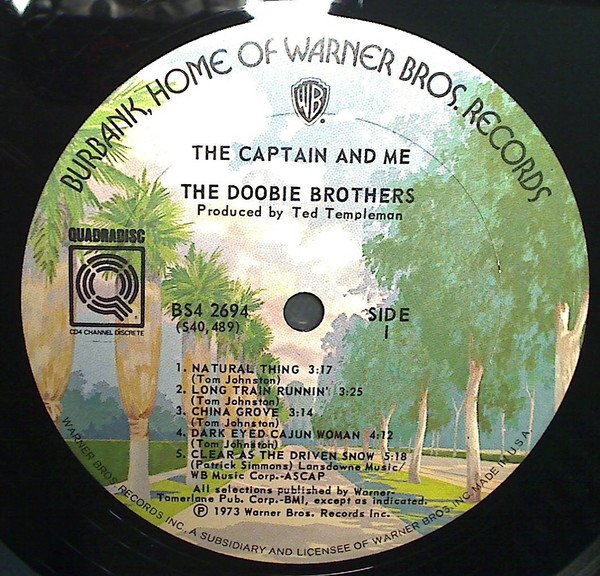 BURBANK, HOME OF WARNER BROS. RECORDS
WB
THE CAPTAIN AND ME
THE DOOBIE BROTHERS
Produced by Ted Templeman
QUADRADISC
CD4 CHANNEL DISCRETE
BS4 2694
(S40,489)
SIDE
1
1. NATURAL THING 3:17
(Tom Johnston)
2. LONG TRAIN RUNNIN' 3:25
(Tom Johnston)
3. CHINA GROVE 3:14
(Tom Johnston)
4. DARK EYED CAJUN WOMAN 4:12
(Tom Johnston)
5. CLEAR AS THE DRIVEN SNOW 5:18
(Patrick Simmons) Lansdowne Music/
WB Music Corp.-ASCAP
All selections published by Warner-
Tamerlane Pub. Corp.-BMI, except as indicated.
Ⓟ 1973 Warner Bros. Records Inc.
WARNER BROS. RECORDS INC., A SUBSIDIARY AND LICENSEE OF WARNER BROS. INC. MADE IN U.S.A.